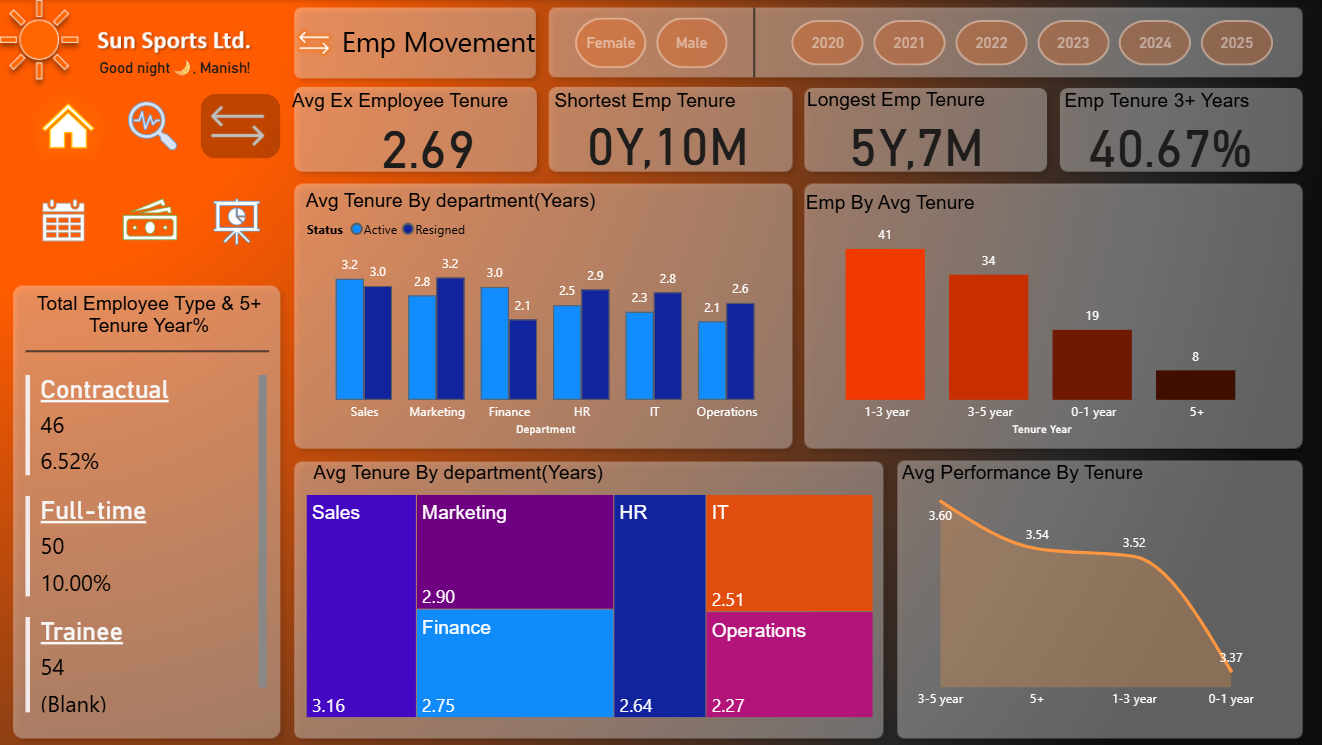 Sun Sports Ltd.
Good night 🌙, Manish!
Emp Movement
Female
Male
2020
2021
2022
2023
2024
2025
Avg Ex Employee Tenure
2.69
Shortest Emp Tenure
0Y,10M
Longest Emp Tenure
5Y,7M
Emp Tenure 3+ Years
40.67%
Total Employee Type & 5+
Tenure Year%
Contractual
46
6.52%
Full-time
50
10.00%
Trainee
54
(Blank)
Avg Tenure By department(Years)
Status Active Resigned
3.2
3.0
2.8
3.2
3.0
2.1
2.5
2.9
2.3
2.8
2.1
2.6
Sales
Marketing
Finance
HR
IT
Operations
Department
Emp By Avg Tenure
41
34
19
8
1-3 year
3-5 year
0-1 year
5+
Tenure Year
Avg Tenure By department(Years)
Sales
3.16
Marketing
2.90
Finance
2.75
HR
2.64
IT
2.51
Operations
2.27
Avg Performance By Tenure
3.60
3.54
3.52
3.37
3-5 year
5+
1-3 year
0-1 year